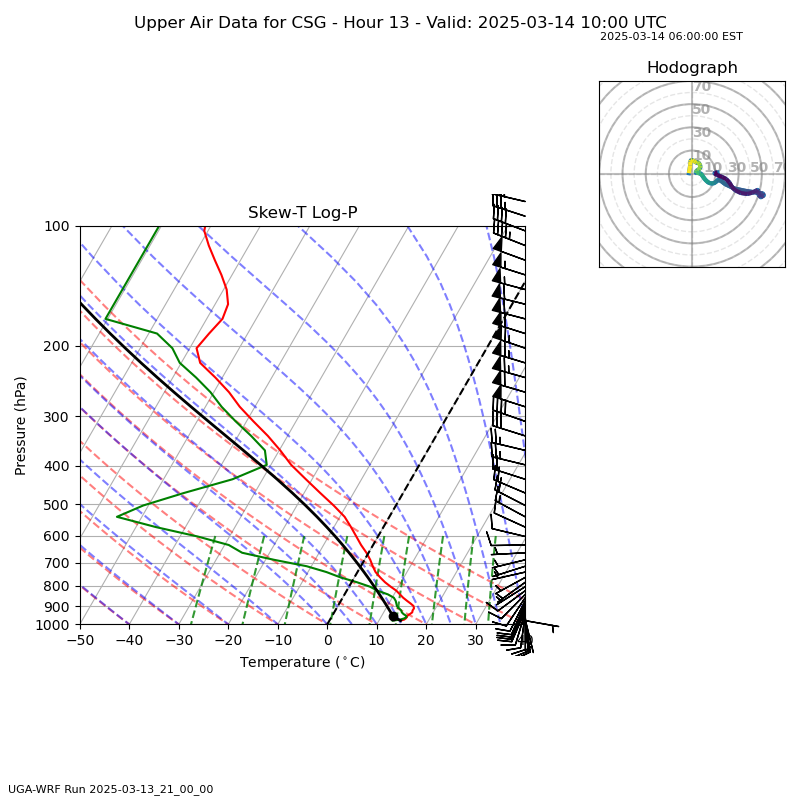 Upper Air Data for CSG - Hour 13 - Valid: 2025-03-14 10:00 UTC
2025-03-14 06:00:00 EST
Hodograph
70
50
30
10
10 30 50 70
Skew-T Log-P
100
200
300
400
500
600
700
800
900
1000
Pressure (hPa)
−50 −40 −30 −20 −10 0 10 20 30 40
Temperature (°C)
UGA-WRF Run 2025-03-13_21_00_00